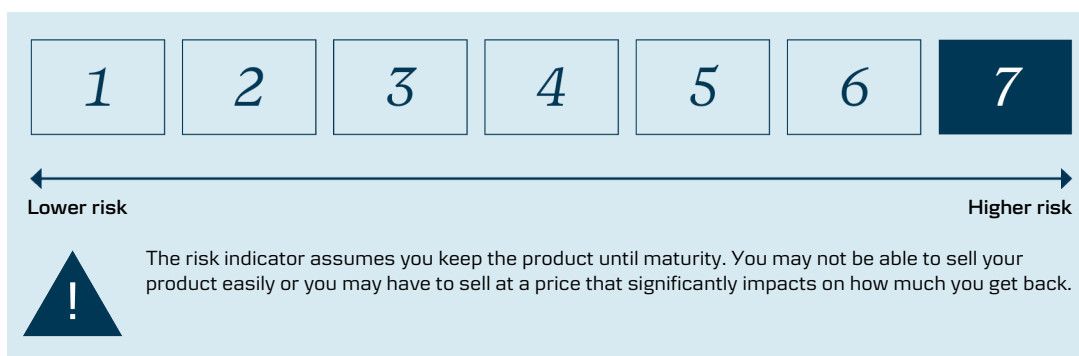 1 2 3 4 5 6 7
Lower risk Higher risk
!
The risk indicator assumes you keep the product until maturity. You may not be able to sell your
product easily or you may have to sell at a price that significantly impacts on how much you get back.